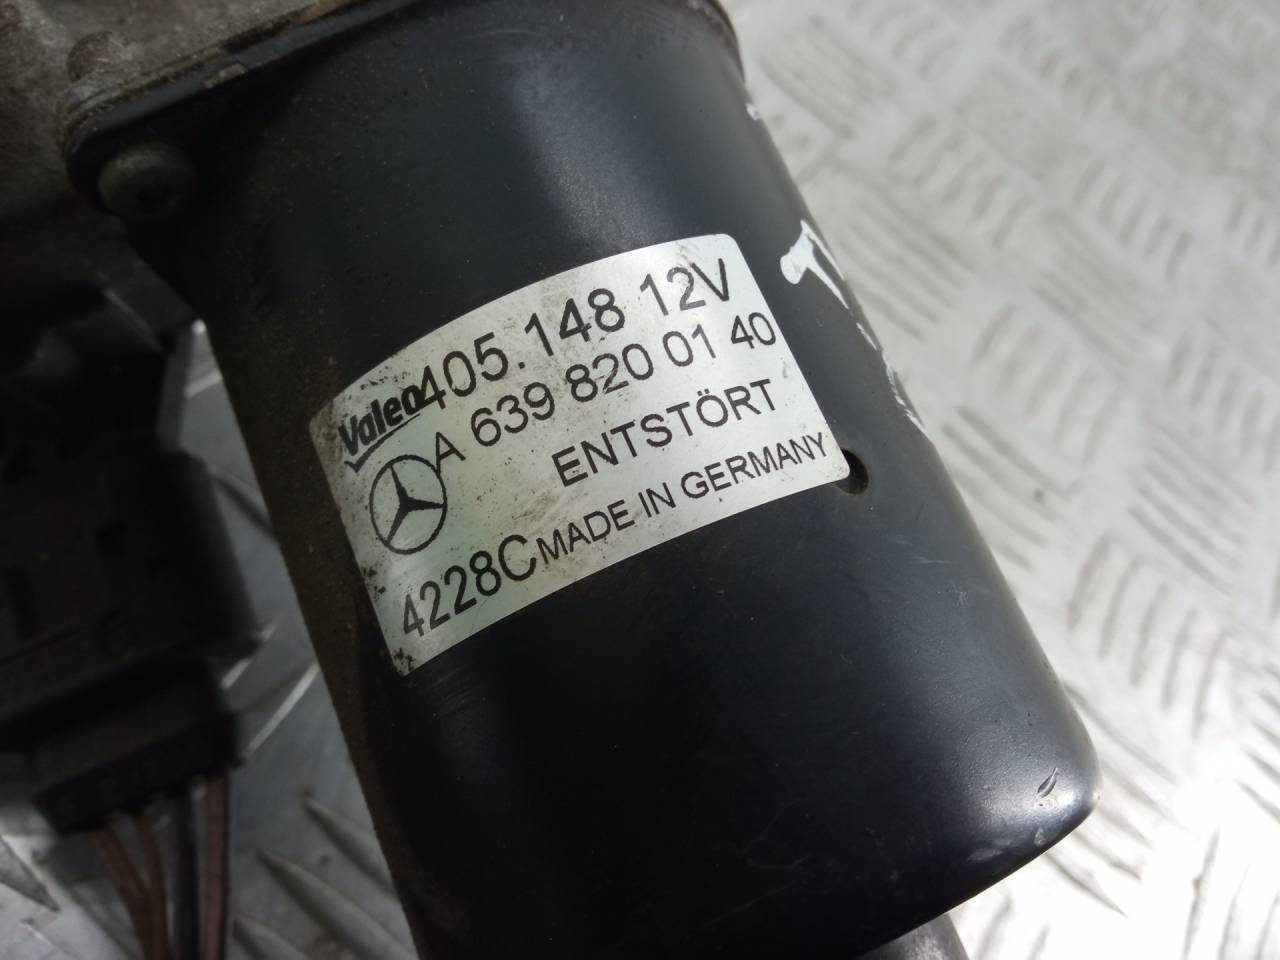 Valeo 405.148 12V
A 639 820 01 40
ENTSTÖRT
4228C MADE IN GERMANY